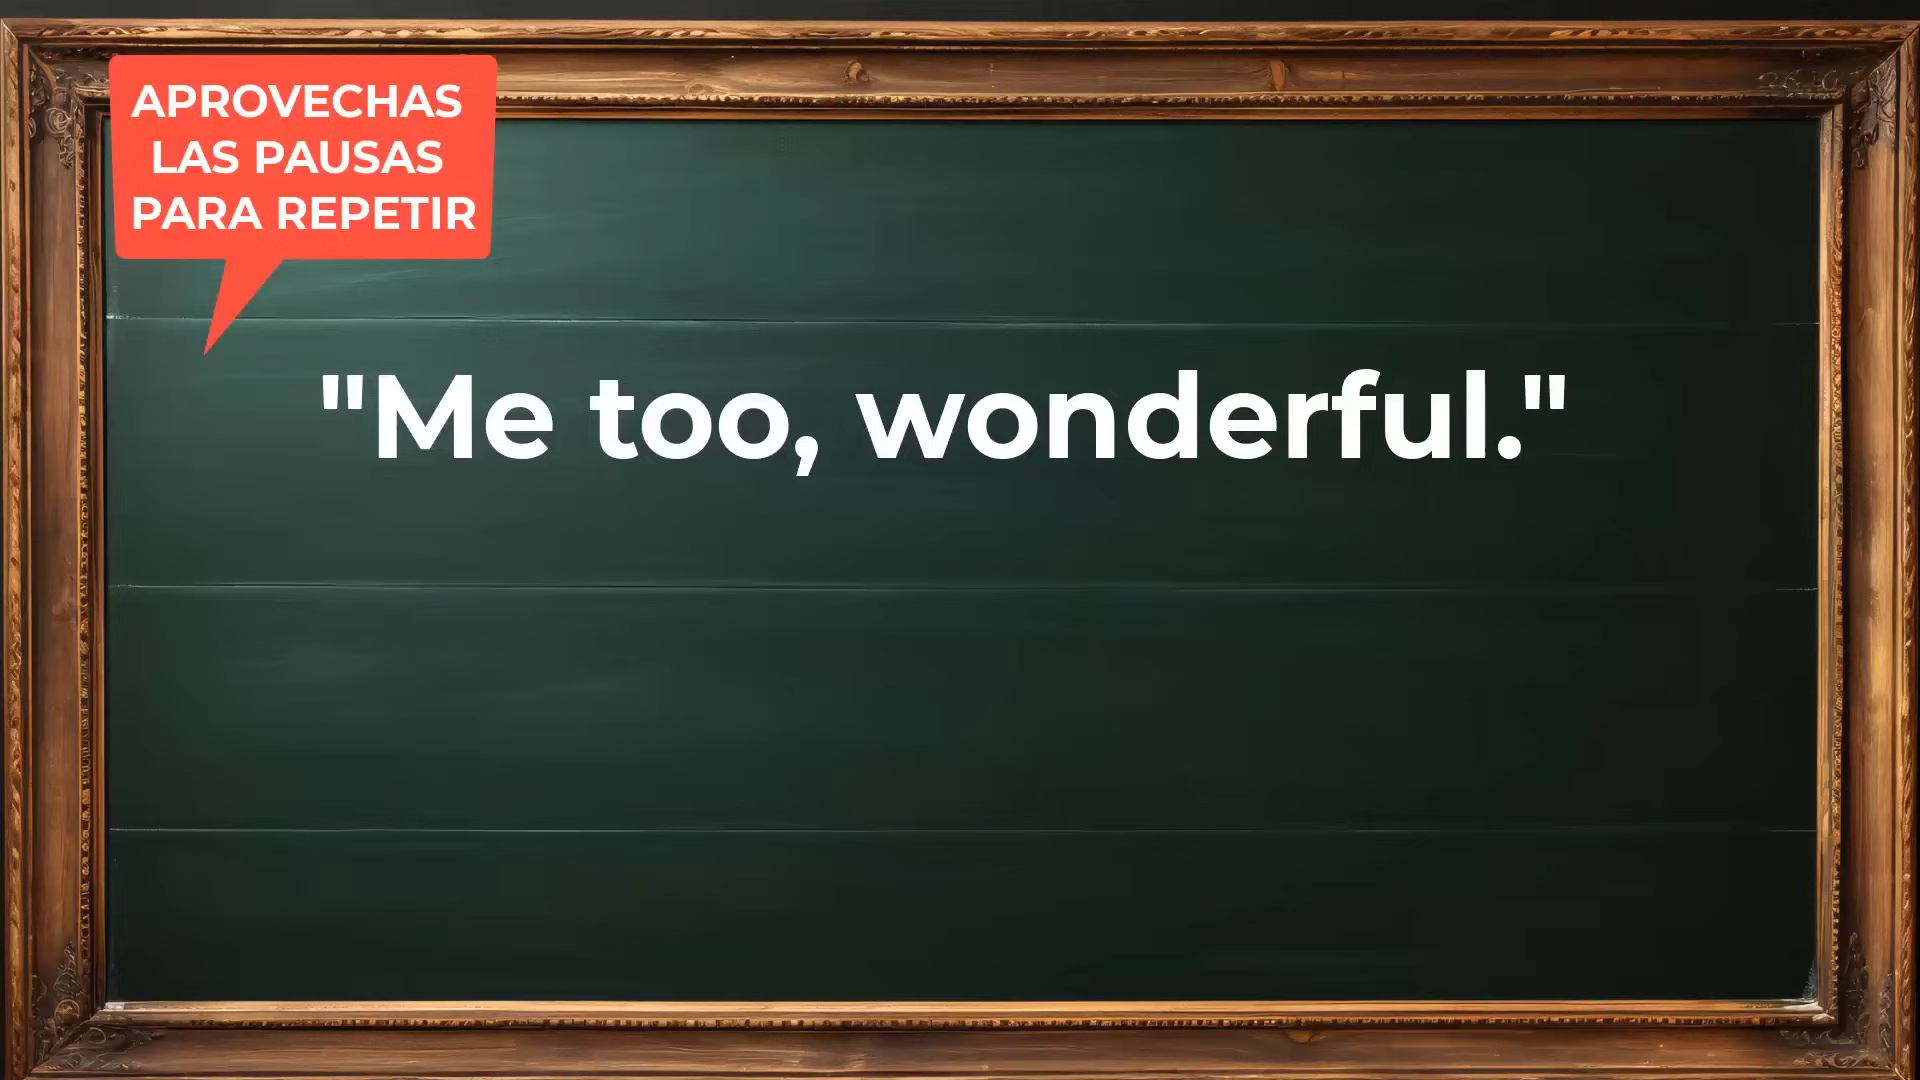 APROVECHAS
LAS PAUSAS
PARA REPETIR
"Me too, wonderful."